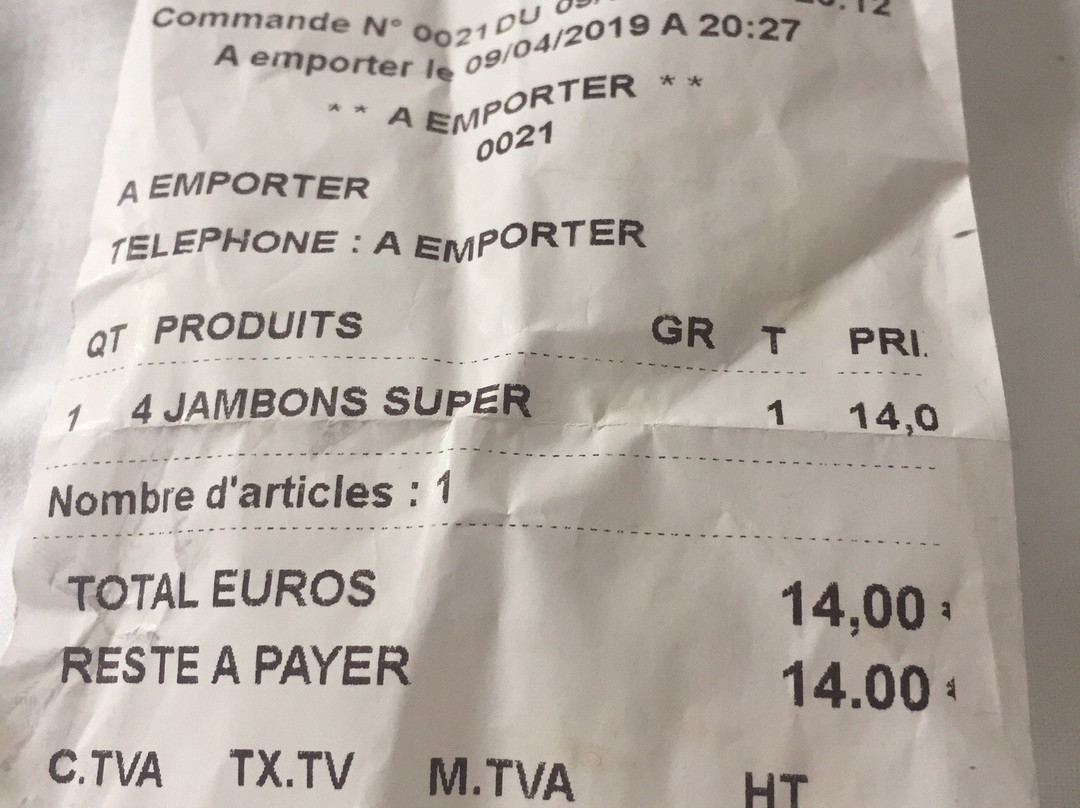 Commande N° 0021 DU
A emporter le 09/04/2019 A 20:27
** A EMPORTER **
0021
A EMPORTER
TELEPHONE : A EMPORTER
QT PRODUITS GR T PRI.
1 4 JAMBONS SUPER 1 14,0
Nombre d'articles : 1
TOTAL EUROS 14,00
RESTE A PAYER 14.00
C.TVA TX.TV M.TVA HT